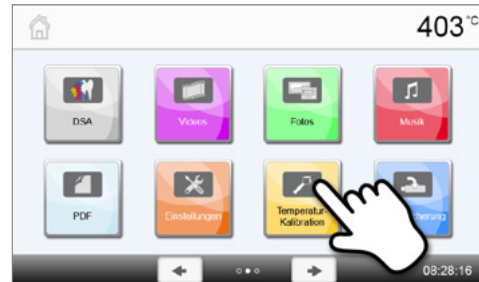 403 °C
DSA
Videos
Fotos
Musik
PDF
Einstellungen
Temperatur-
Kalibration
08:28:16